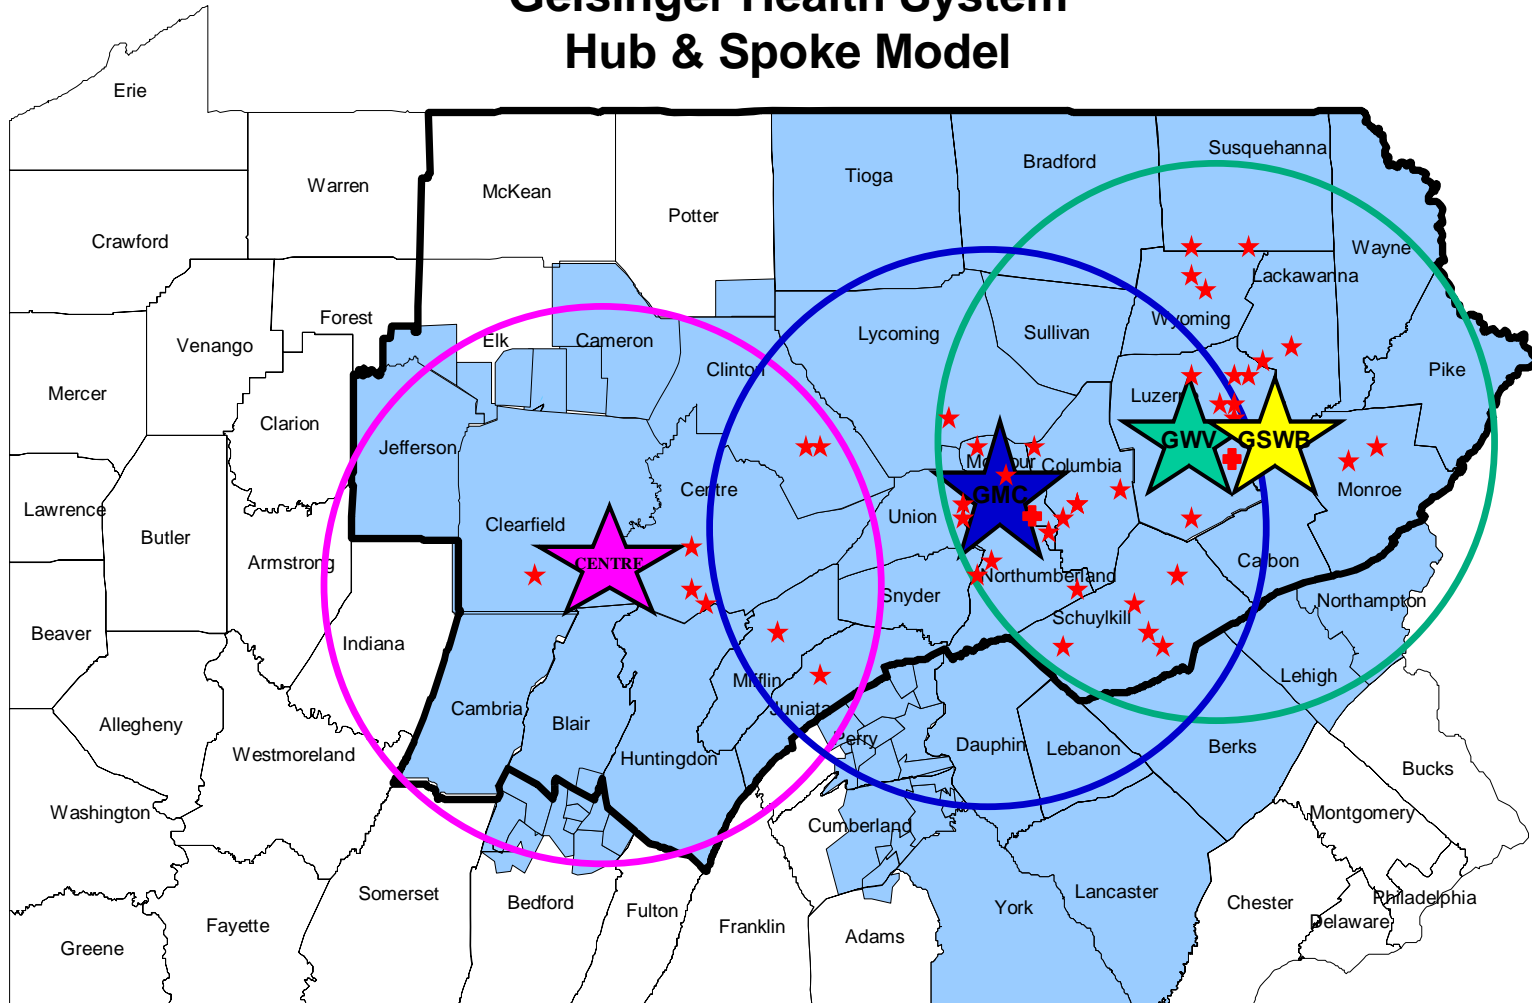 Geisinger Health System
Hub & Spoke Model
Erie
Susquehanna
Bradford
Tioga
Warren
McKean
Potter
Crawford
Wayne
Lackawanna
Forest
Wyoming
Elk
Cameron
Lycoming
Sullivan
Venango
Clinton
Pike
Mercer
Luzerne
Clarion
Jefferson
GWV
GSWB
Montour
Columbia
Centre
Monroe
GMC
Lawrence
Clearfield
Union
Butler
Armstrong
CENTRE
Carbon
Northumberland
Snyder
Northampton
Schuylkill
Beaver
Indiana
Lehigh
Mifflin
Cambria
Juniata
Allegheny
Blair
Perry
Dauphin
Lebanon
Berks
Westmoreland
Huntingdon
Bucks
Washington
Montgomery
Cumberland
Somerset
Lancaster
Philadelphia
Bedford
Chester
York
Fulton
Delaware
Fayette
Franklin
Adams
Greene